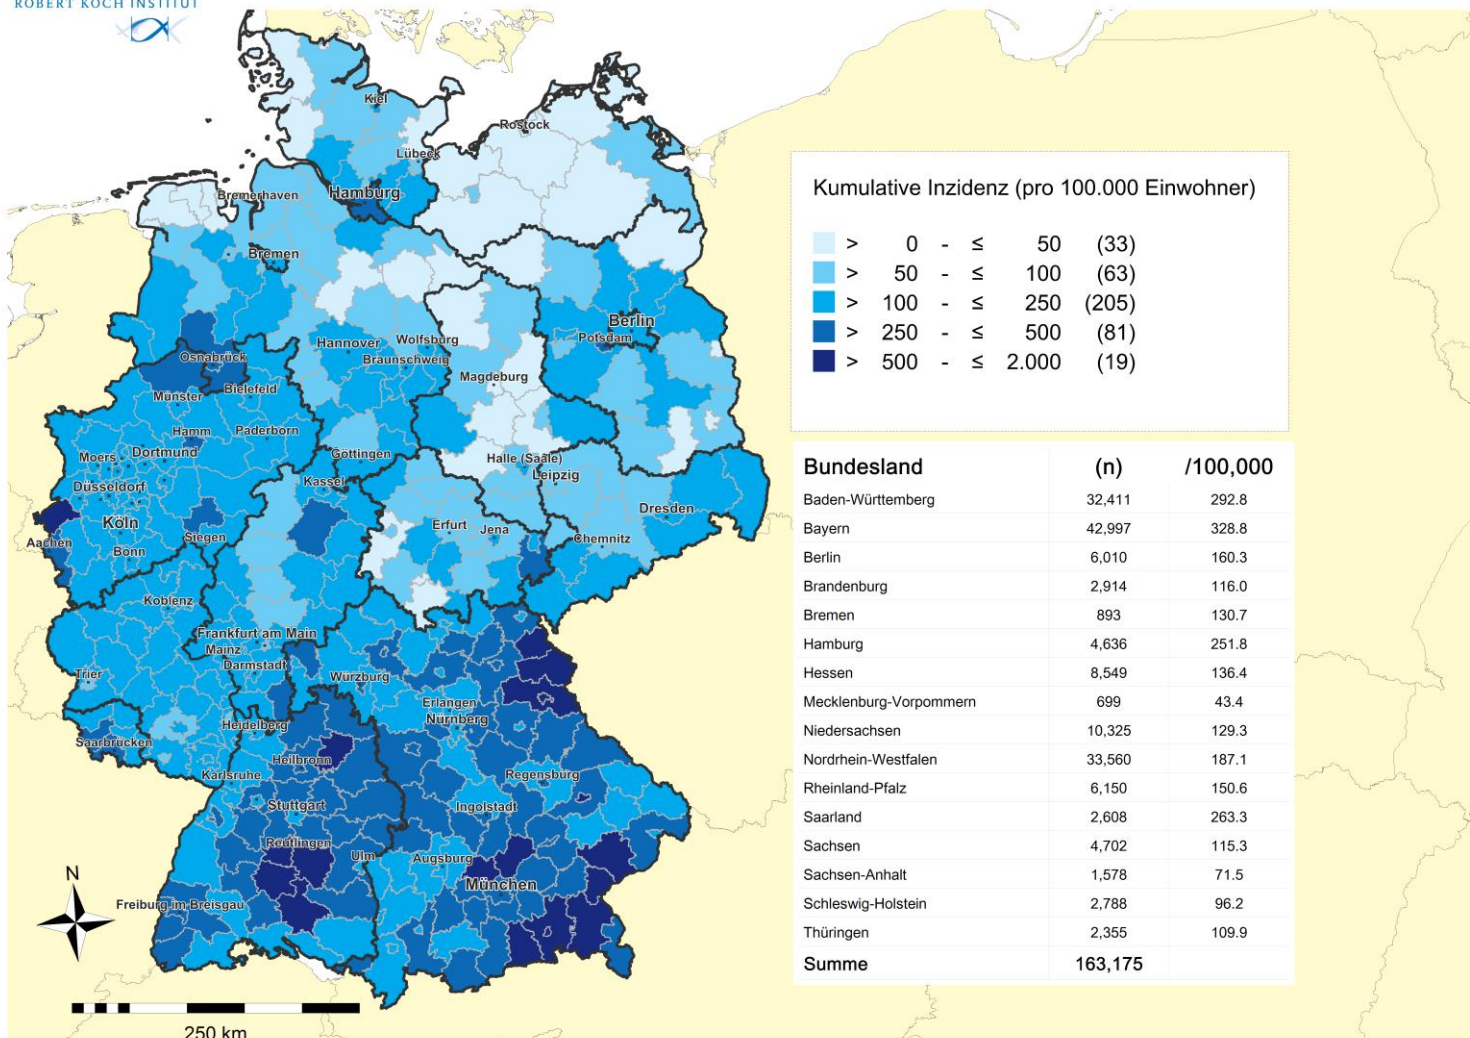 ROBERT KOCH INSTITUT
Kiel
Rostock
Lübeck
Bremerhaven
Hamburg
Bremen
Berlin
Potsdam
Hannover
Wolfsburg
Braunschweig
Osnabrück
Magdeburg
Bielefeld
Münster
Hamm
Paderborn
Moers
Dortmund
Göttingen
Halle (Saale)
Leipzig
Kassel
Düsseldorf
Dresden
Köln
Erfurt
Jena
Aachen
Siegen
Chemnitz
Bonn
Koblenz
Frankfurt am Main
Mainz
Darmstadt
Trier
Würzburg
Erlangen
Nürnberg
Heidelberg
Saarbrücken
Heilbronn
Karlsruhe
Regensburg
Stuttgart
Ingolstadt
Reutlingen
Ulm
Augsburg
München
Freiburg im Breisgau
N
250 km
Kumulative Inzidenz (pro 100.000 Einwohner)
> 0 - ≤ 50 (33)
> 50 - ≤ 100 (63)
> 100 - ≤ 250 (205)
> 250 - ≤ 500 (81)
> 500 - ≤ 2.000 (19)
Bundesland (n) /100,000
Baden-Württemberg 32,411 292.8
Bayern 42,997 328.8
Berlin 6,010 160.3
Brandenburg 2,914 116.0
Bremen 893 130.7
Hamburg 4,636 251.8
Hessen 8,549 136.4
Mecklenburg-Vorpommern 699 43.4
Niedersachsen 10,325 129.3
Nordrhein-Westfalen 33,560 187.1
Rheinland-Pfalz 6,150 150.6
Saarland 2,608 263.3
Sachsen 4,702 115.3
Sachsen-Anhalt 1,578 71.5
Schleswig-Holstein 2,788 96.2
Thüringen 2,355 109.9
Summe 163,175